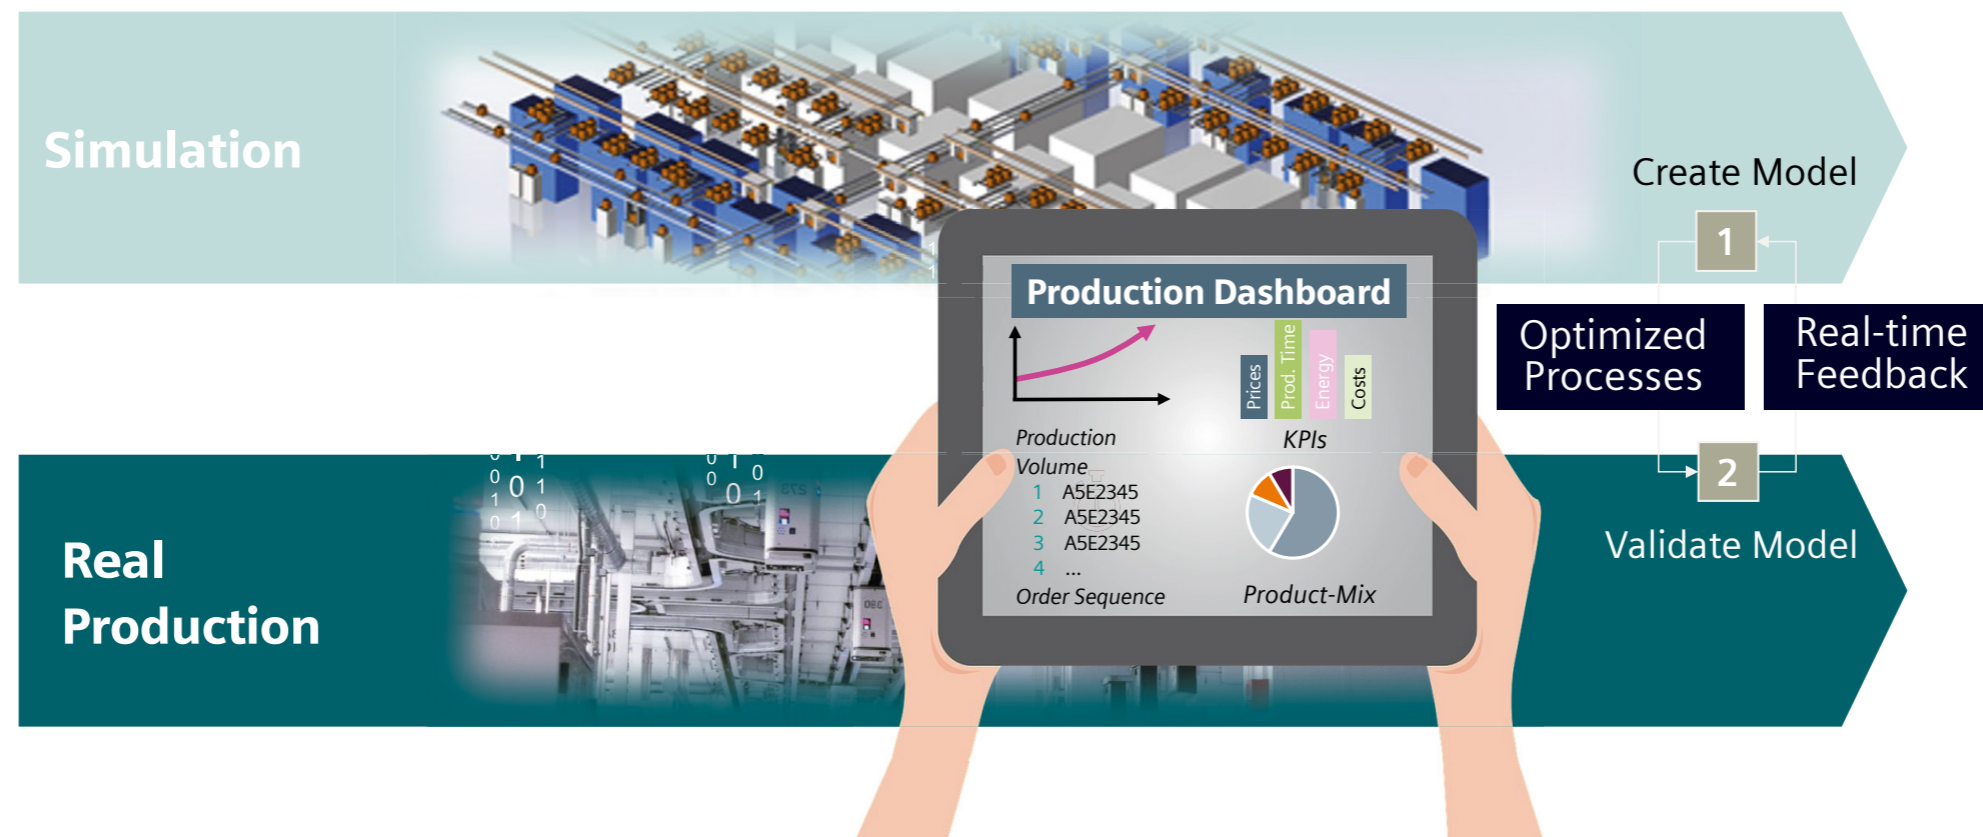 Simulation
Create Model
1
Production Dashboard
Optimized
Processes
Real-time
Feedback
Prices
Prod. Time
Energy
Costs
KPIs
Production
Volume
1 A5E2345
2 A5E2345
3 A5E2345
4 ...
Order Sequence
Product-Mix
2
Validate Model
Real
Production